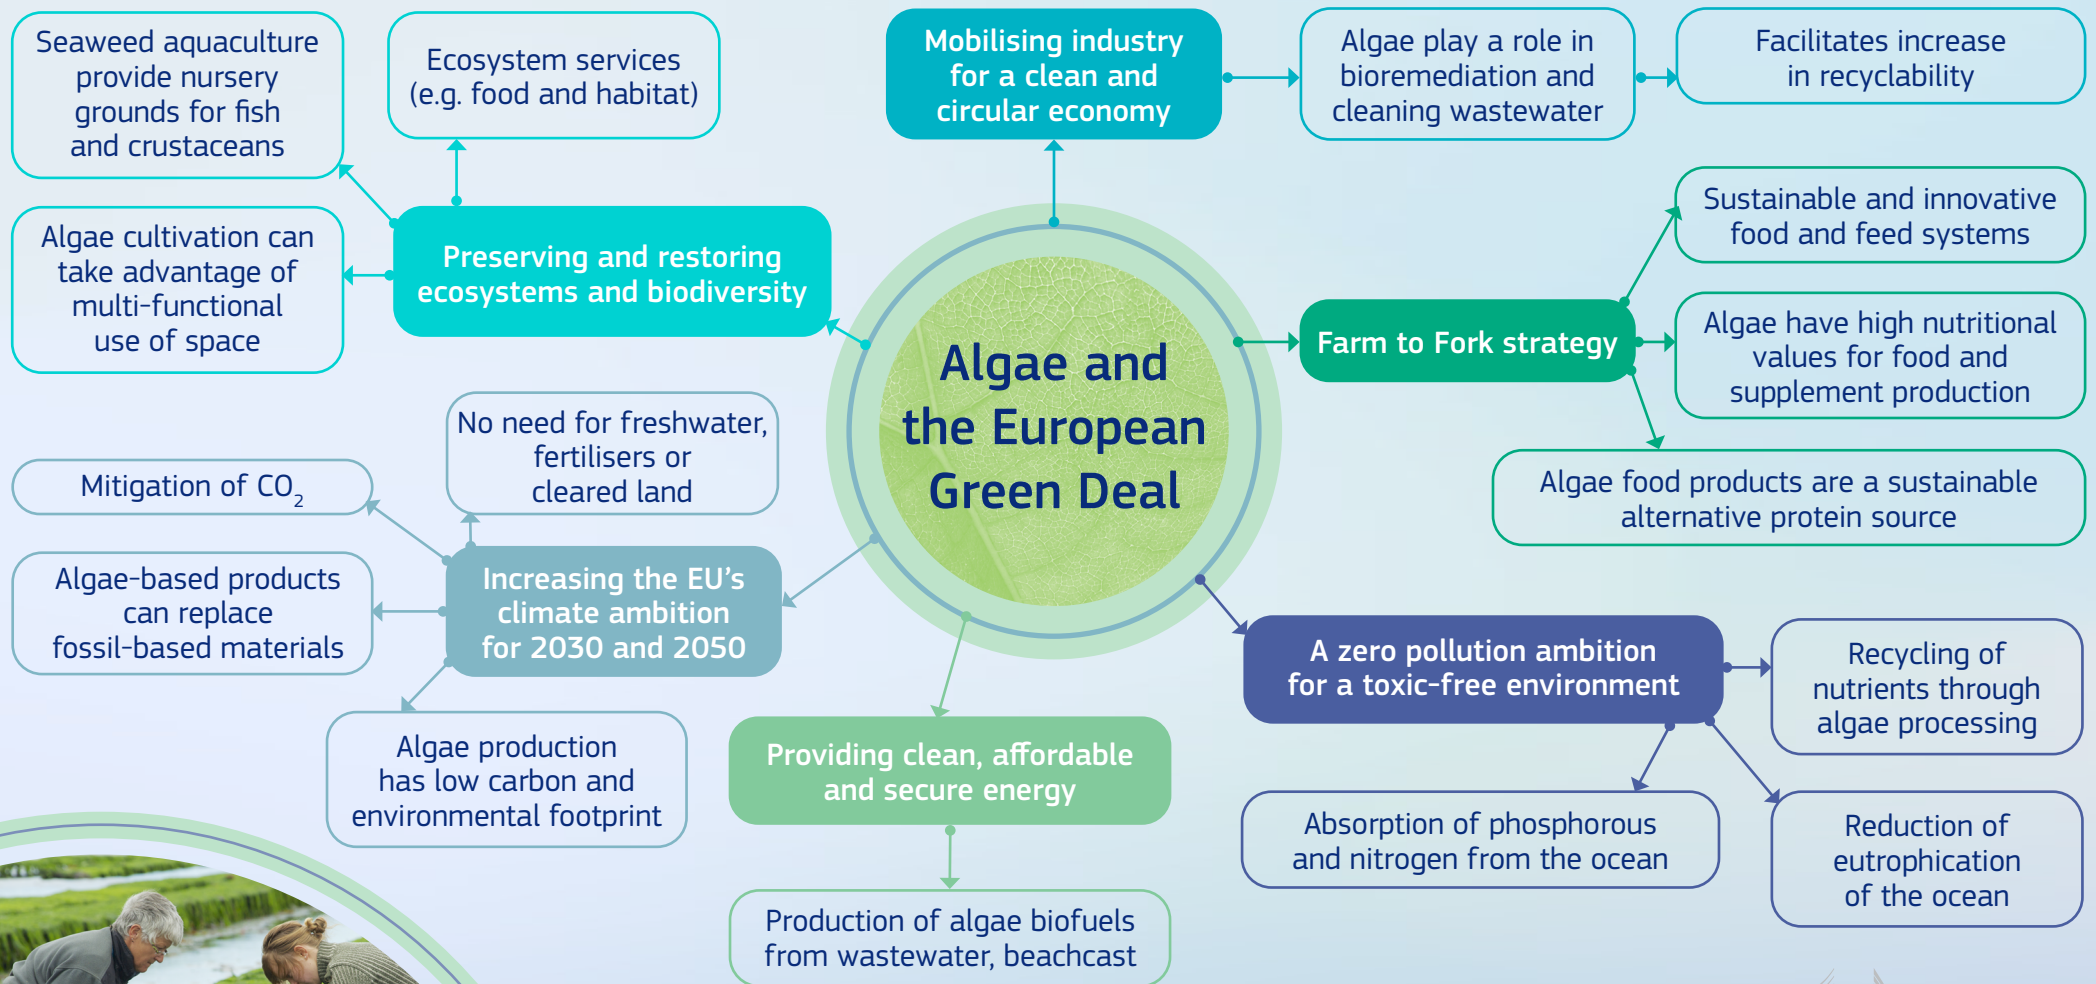 Seaweed aquaculture
provide nursery
grounds for fish
and crustaceans
Ecosystem services
(e.g. food and habitat)
Mobilising industry
for a clean and
circular economy
Algae play a role in
bioremediation and
cleaning wastewater
Facilitates increase
in recyclability
Algae cultivation can
take advantage of
multi-functional
use of space
Preserving and restoring
ecosystems and biodiversity
Algae and
the European
Green Deal
Farm to Fork strategy
Sustainable and innovative
food and feed systems
Algae have high nutritional
values for food and
supplement production
Algae food products are a sustainable
alternative protein source
No need for freshwater,
fertilisers or
cleared land
Mitigation of CO₂
Algae-based products
can replace
fossil-based materials
Increasing the EU’s
climate ambition
for 2030 and 2050
Algae production
has low carbon and
environmental footprint
Providing clean, affordable
and secure energy
Production of algae biofuels
from wastewater, beachcast
A zero pollution ambition
for a toxic-free environment
Recycling of
nutrients through
algae processing
Absorption of phosphorous
and nitrogen from the ocean
Reduction of
eutrophication
of the ocean